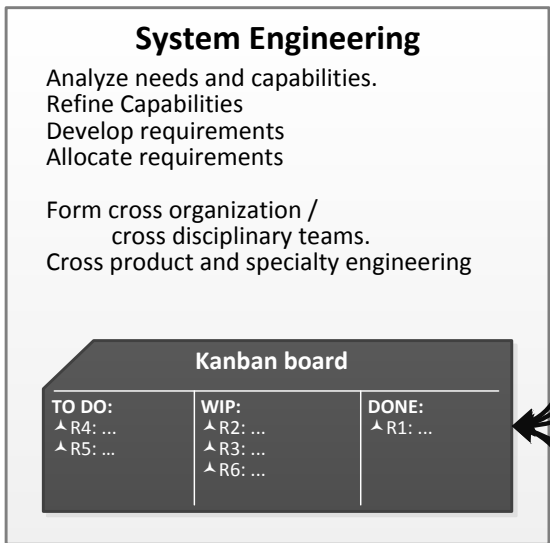 System Engineering
Analyze needs and capabilities.
Refine Capabilities
Develop requirements
Allocate requirements
Form cross organization /
cross disciplinary teams.
Cross product and specialty engineering
Kanban board
TO DO:
R4: ...
R5: ...
WIP:
R2: ...
R3: ...
R6: ...
DONE:
R1: ...